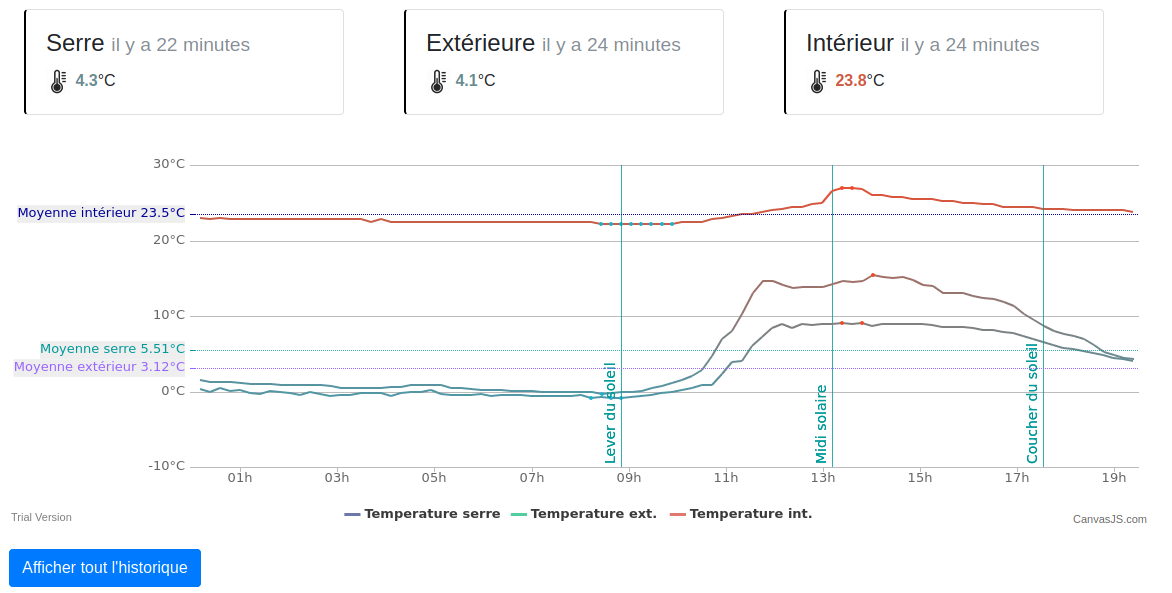 Serre il y a 22 minutes
4.3°C
Extérieure il y a 24 minutes
4.1°C
Intérieur il y a 24 minutes
23.8°C
30°C
Moyenne intérieur 23.5°C
20°C
10°C
Moyenne serre 5.51°C
Moyenne extérieur 3.12°C
0°C
-10°C
Lever du soleil
Midi solaire
Coucher du soleil
01h 03h 05h 07h 09h 11h 13h 15h 17h 19h
Temperature serre Temperature ext. Temperature int.
Trial Version
CanvasJS.com
Afficher tout l'historique